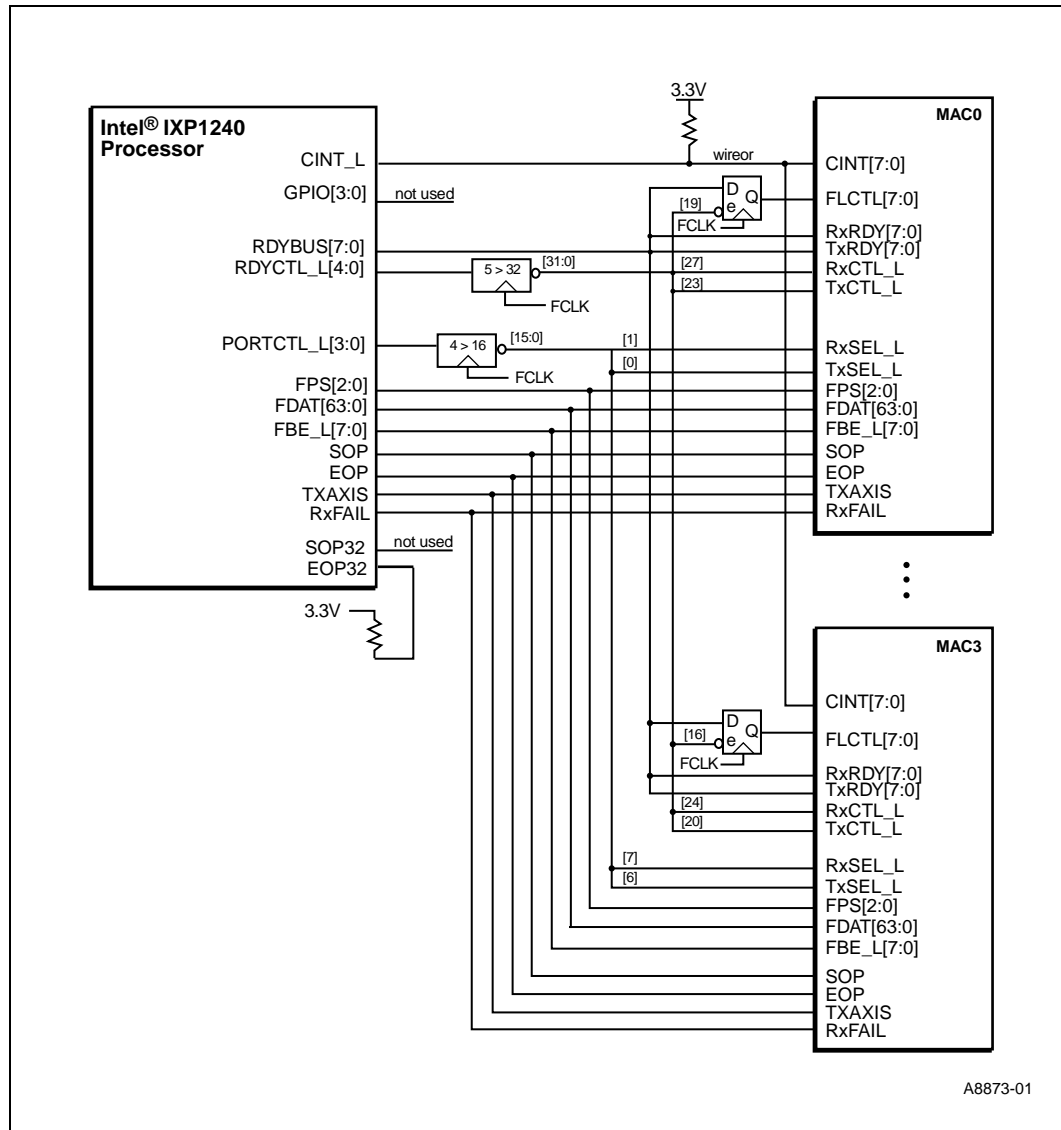 3.3V
MAC0
Intel® IXP1240
Processor
CINT_L
wireor
CINT[7:0]
GPIO[3:0]
not used
D
Q
e
[19]
FCLK
FLCTL[7:0]
RxRDY[7:0]
RDYBUS[7:0]
TxRDY[7:0]
RDYCTL_L[4:0]
5 > 32
[31:0]
[27]
RxCTL_L
[23]
TxCTL_L
FCLK
PORTCTL_L[3:0]
4 > 16
[15:0]
[1]
RxSEL_L
[0]
TxSEL_L
FCLK
FPS[2:0]
FPS[2:0]
FDAT[63:0]
FDAT[63:0]
FBE_L[7:0]
FBE_L[7:0]
SOP
SOP
EOP
EOP
TXAXIS
TXAXIS
RxFAIL
RxFAIL
SOP32
not used
EOP32
3.3V
MAC3
CINT[7:0]
D
Q
e
[16]
FCLK
FLCTL[7:0]
RxRDY[7:0]
TxRDY[7:0]
[24]
RxCTL_L
[20]
TxCTL_L
[7]
RxSEL_L
[6]
TxSEL_L
FPS[2:0]
FDAT[63:0]
FBE_L[7:0]
SOP
EOP
TXAXIS
RxFAIL
A8873-01